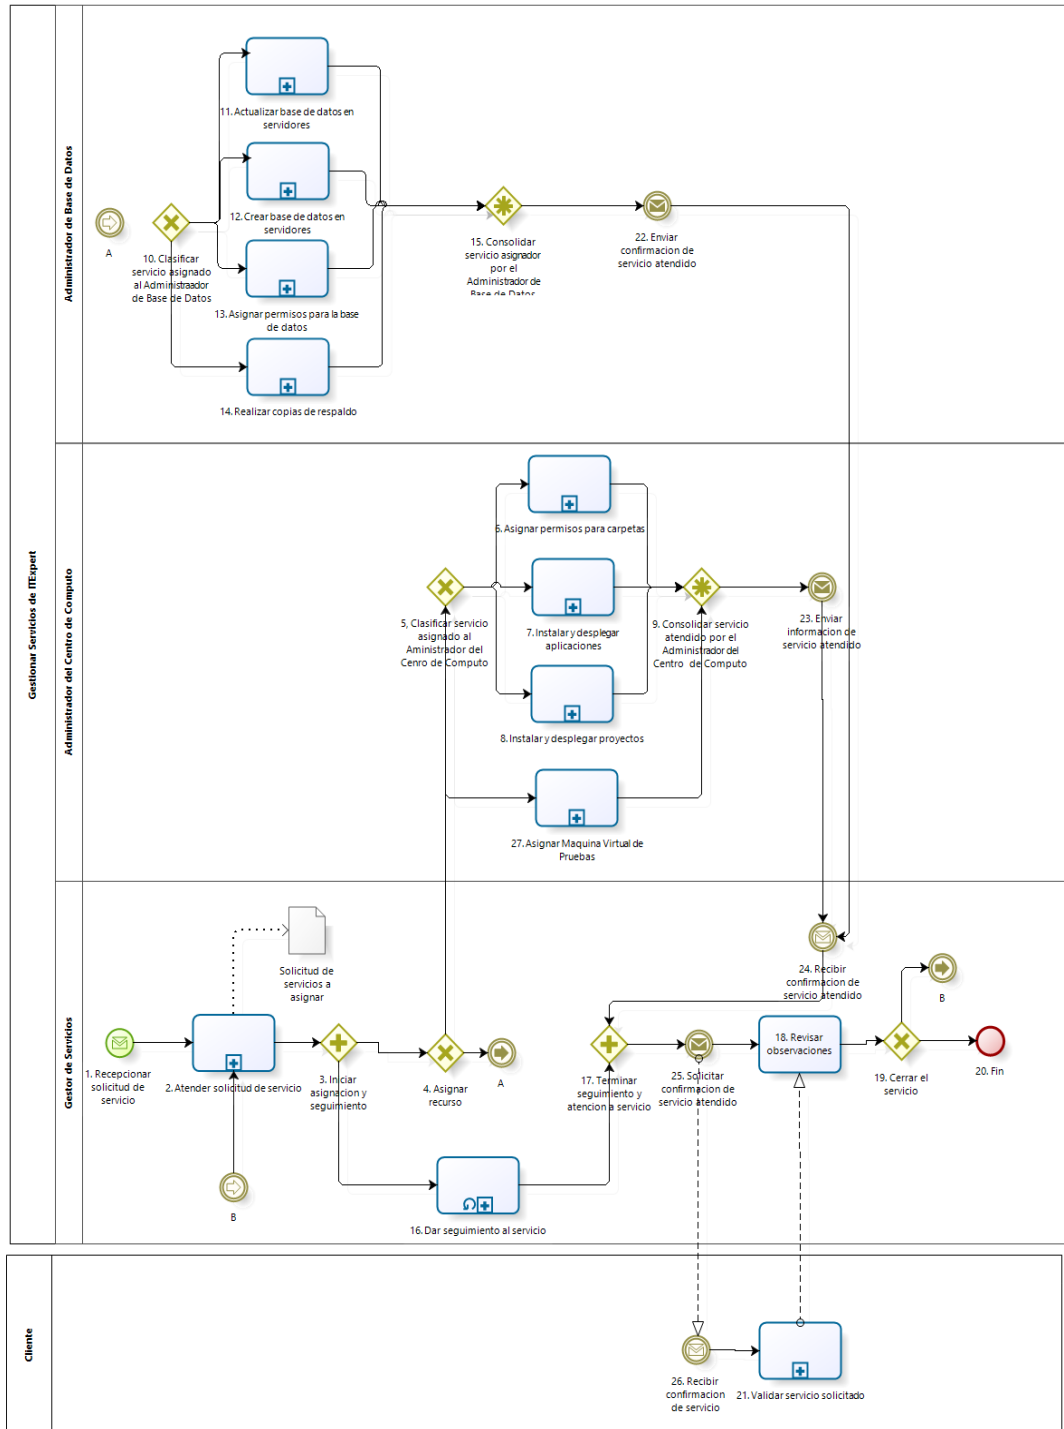 Gestionar Servicios de ITExpert
Administrador de Base de Datos
11. Actualizar base de datos en
servidores
12. Crear base de datos en
servidores
A
10. Clasificar
servicio asignado
al Administraador
de Base de Datos
13. Asignar permisos para la base
de datos
14. Realizar copias de respaldo
15. Consolidar
servicio asignador
por el
Administrador de
Base de Datos
22. Enviar
confirmacion de
servicio atendido
Administrador del Centro de Computo
6. Asignar permisos para carpetas
5, Clasificar servicio
asignado al
Aministrador del
Cenro de Computo
7. Instalar y desplegar
aplicaciones
8. Instalar y desplegar proyectos
27. Asignar Maquina Virtual de
Pruebas
9. Consolidar servicio
atendido por el
Administrador del
Centro de Computo
23. Enviar
informacion de
servicio atendido
Gestor de Servicios
Solicitud de
servicios a
asignar
1. Recepcionar
solicitud de
servicio
2. Atender solicitud de servicio
B
3. Iniciar
asignacion y
seguimiento
4. Asignar
recurso
A
16. Dar seguimiento al servicio
17. Terminar
seguimiento y
atencion a servicio
25. Solicitar
confirmacion de
servicio atendido
24. Recibir
confirmacion de
servicio atendido
18. Revisar
observaciones
B
19. Cerrar el
servicio
20. Fin
Cliente
26. Recibir
confirmacion
de servicio
21. Validar servicio solicitado